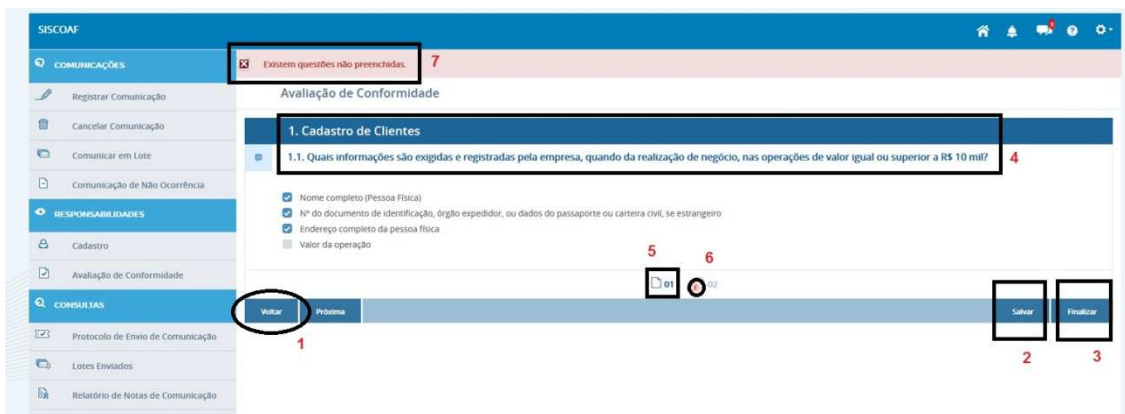 SISCOAF
COMUNICAÇÕES
Registrar Comunicação
Cancelar Comunicação
Comunicar em Lote
Comunicação de Não Ocorrência
RESPONSABILIDADES
Cadastro
Avaliação de Conformidade
CONSULTAS
Protocolo de Envio de Comunicação
Lotes Enviados
Relatório de Notas de Comunicação
Existem questões não preenchidas. 7
Avaliação de Conformidade
1. Cadastro de Clientes
1.1. Quais informações são exigidas e registradas pela empresa, quando da realização de negócio, nas operações de valor igual ou superior a R$ 10 mil? 4
Nome completo (Pessoa Física)
Nº do documento de identificação, órgão expedidor, ou dados do passaporte ou carteira civil, se estrangeiro
Endereço completo da pessoa física
Valor da operação
5 6
01 02
Voltar Próxima Salvar Finalizar
1 2 3